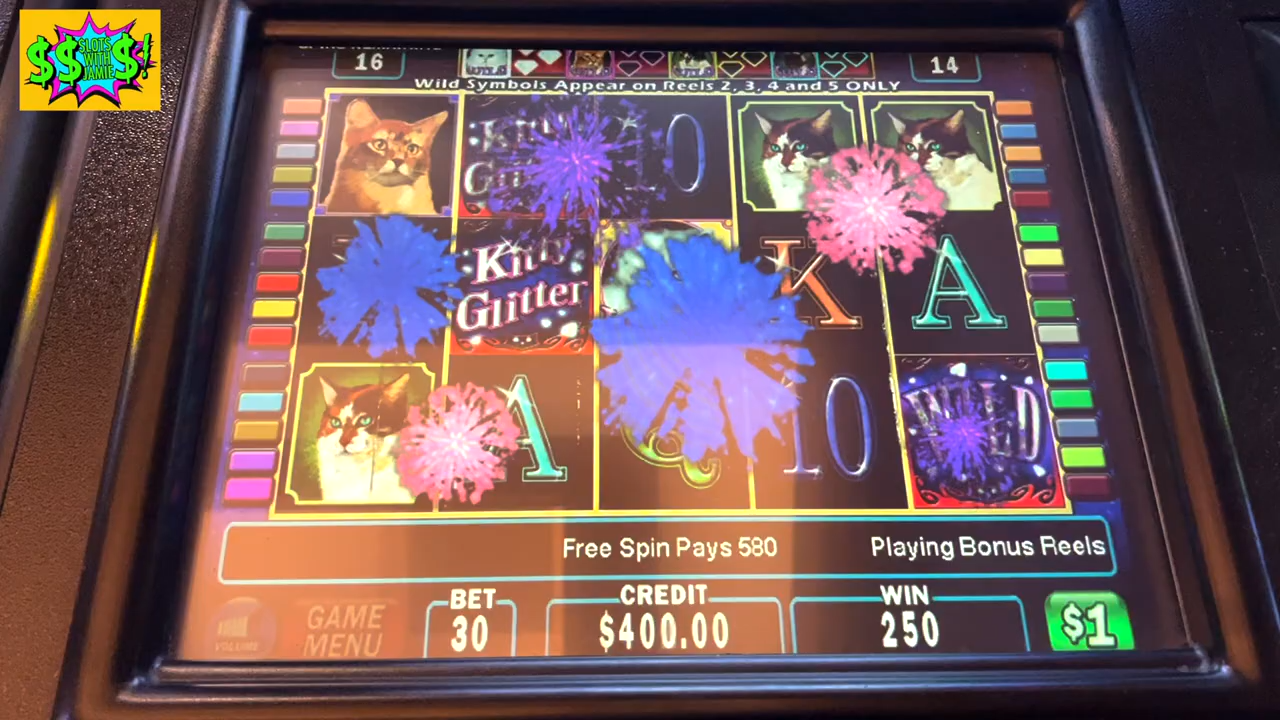 $$ SLOTS WITH JAMIE $!
16
14
Wild Symbols Appear on Reels 2, 3, 4 and 5 ONLY
10
Kitty Glitter
K
A
A
10
WILD
Free Spin Pays 580
Playing Bonus Reels
BET
CREDIT
WIN
GAME MENU
30
$400.00
250
$1
VOLUME